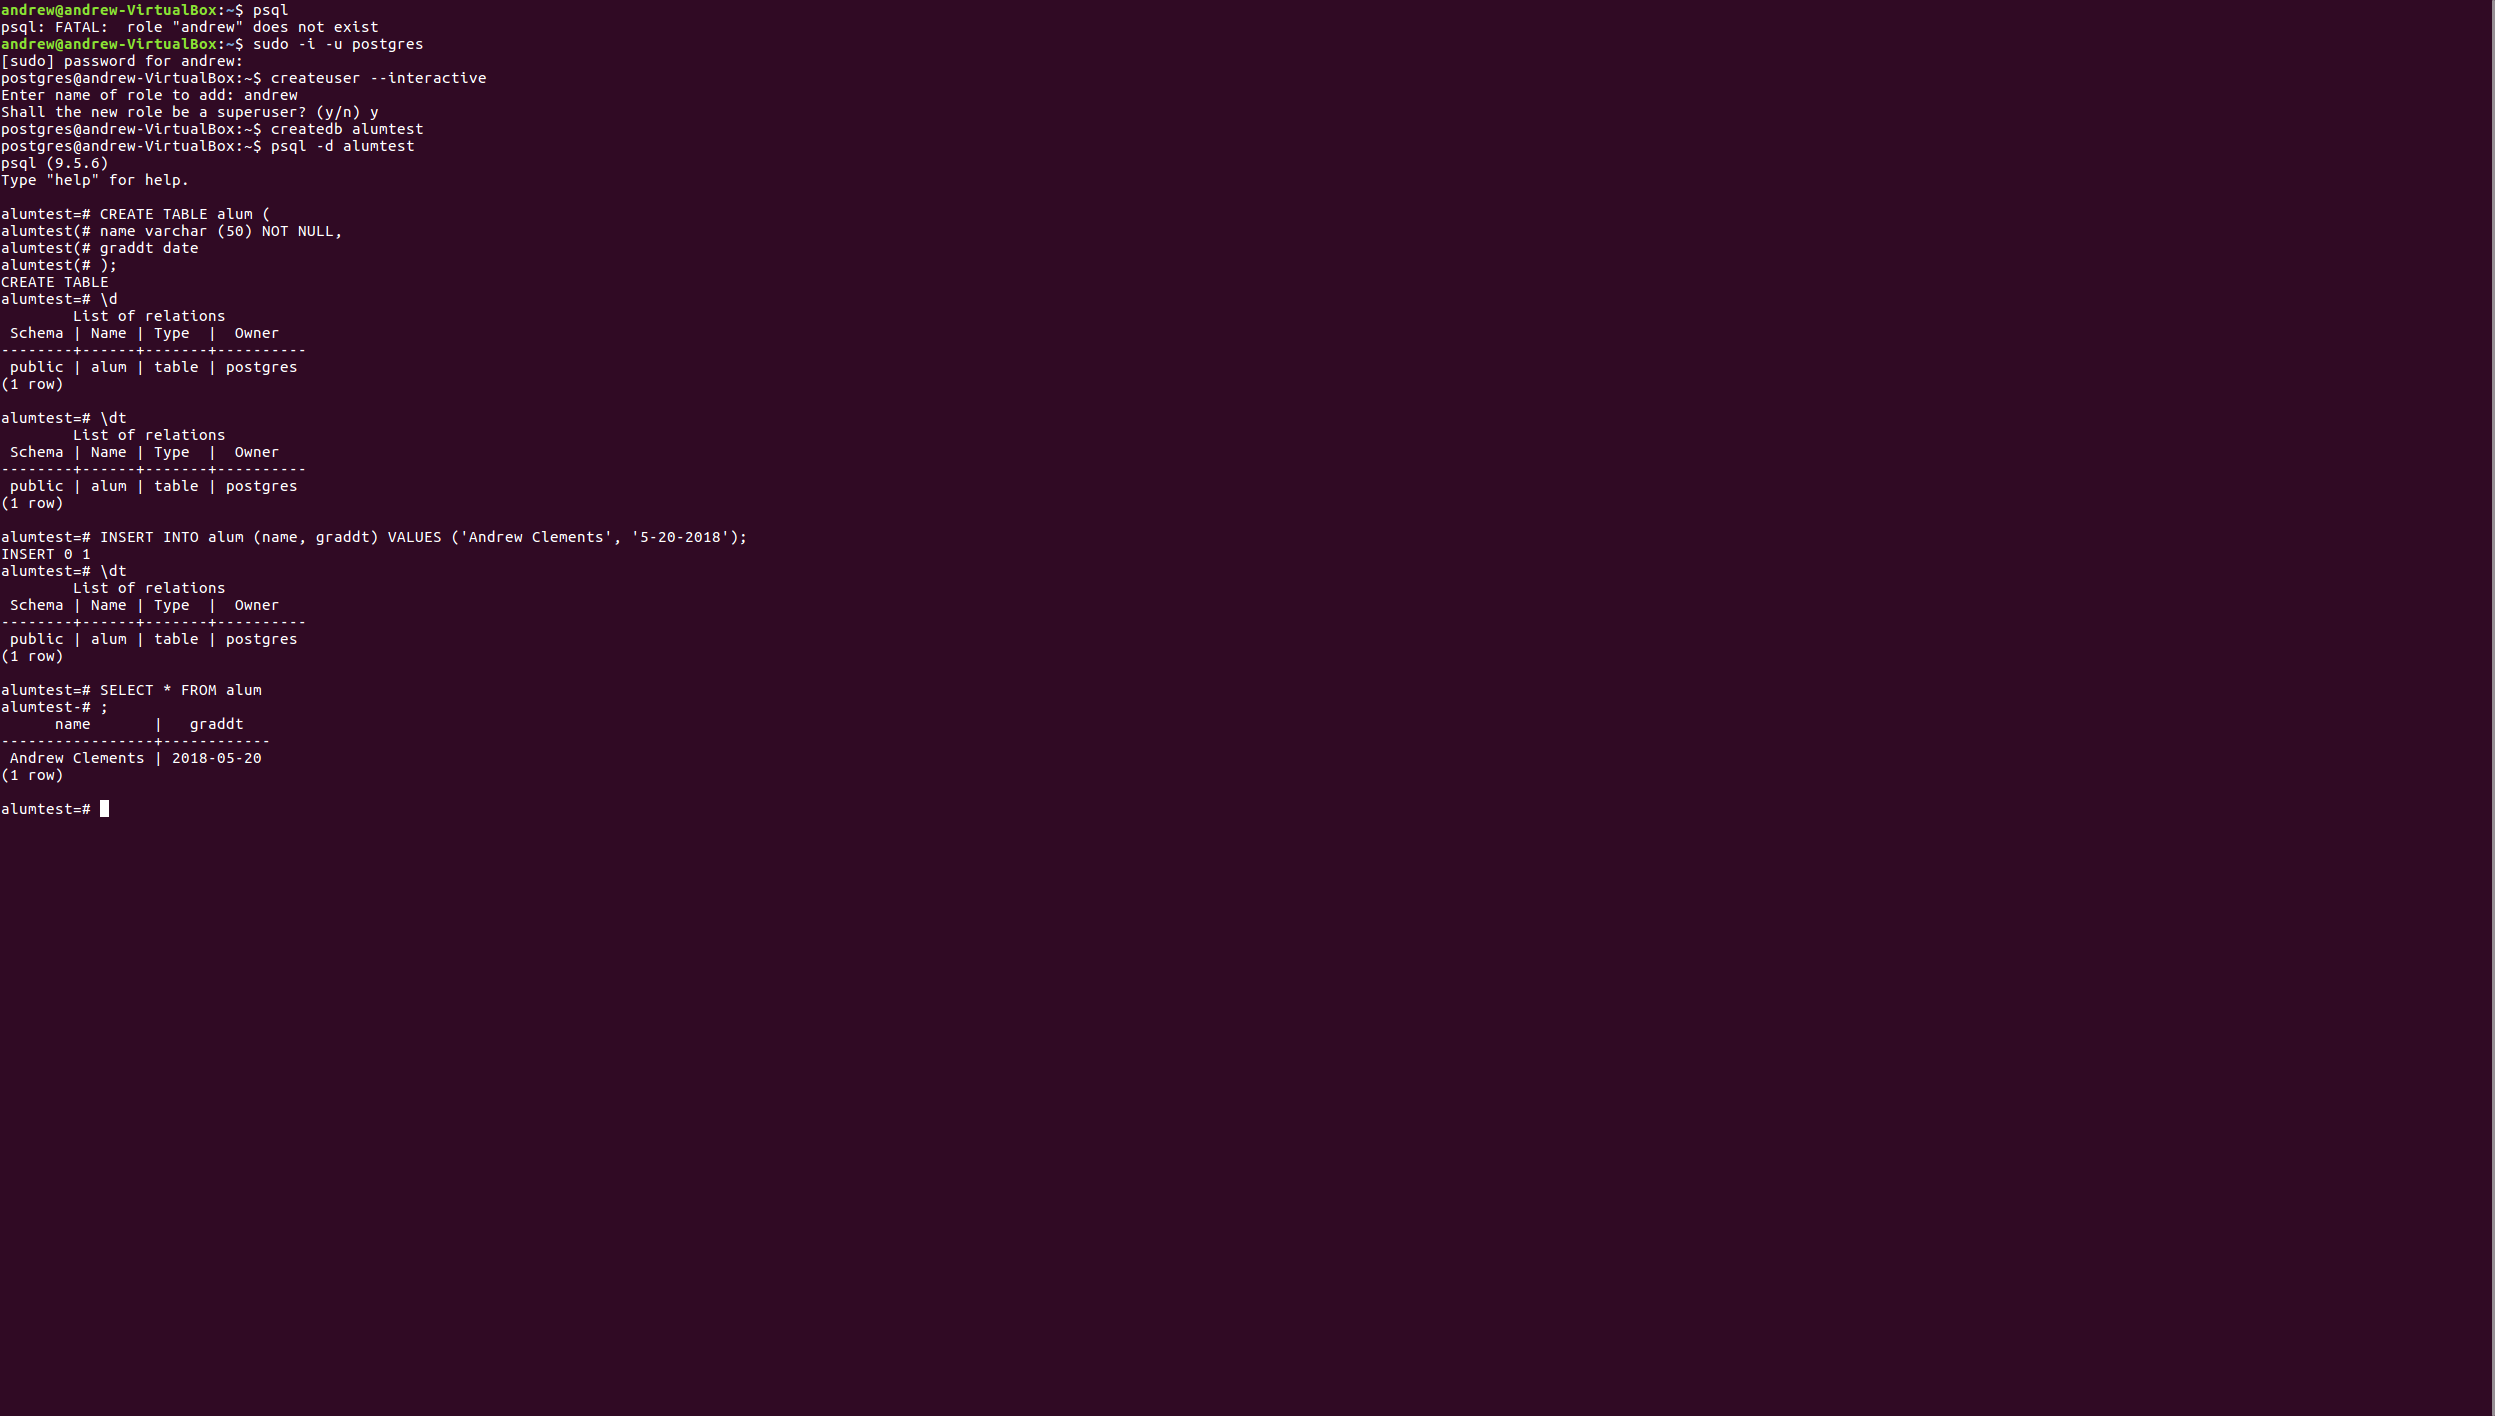 andrew@andrew-VirtualBox:~$ psql
psql: FATAL:  role "andrew" does not exist
andrew@andrew-VirtualBox:~$ sudo -i -u postgres
[sudo] password for andrew:
postgres@andrew-VirtualBox:~$ createuser --interactive
Enter name of role to add: andrew
Shall the new role be a superuser? (y/n) y
postgres@andrew-VirtualBox:~$ createdb alumtest
postgres@andrew-VirtualBox:~$ psql -d alumtest
psql (9.5.6)
Type "help" for help.

alumtest=# CREATE TABLE alum (
alumtest(# name varchar (50) NOT NULL,
alumtest(# graddt date
alumtest(# );
CREATE TABLE
alumtest=# \d
        List of relations
 Schema | Name | Type  |  Owner
--------+------+-------+----------
 public | alum | table | postgres
(1 row)

alumtest=# \dt
        List of relations
 Schema | Name | Type  |  Owner
--------+------+-------+----------
 public | alum | table | postgres
(1 row)

alumtest=# INSERT INTO alum (name, graddt) VALUES ('Andrew Clements', '5-20-2018');
INSERT 0 1
alumtest=# \dt
        List of relations
 Schema | Name | Type  |  Owner
--------+------+-------+----------
 public | alum | table | postgres
(1 row)

alumtest=# SELECT * FROM alum
alumtest-# ;
      name       |   graddt
-----------------+------------
 Andrew Clements | 2018-05-20
(1 row)

alumtest=#